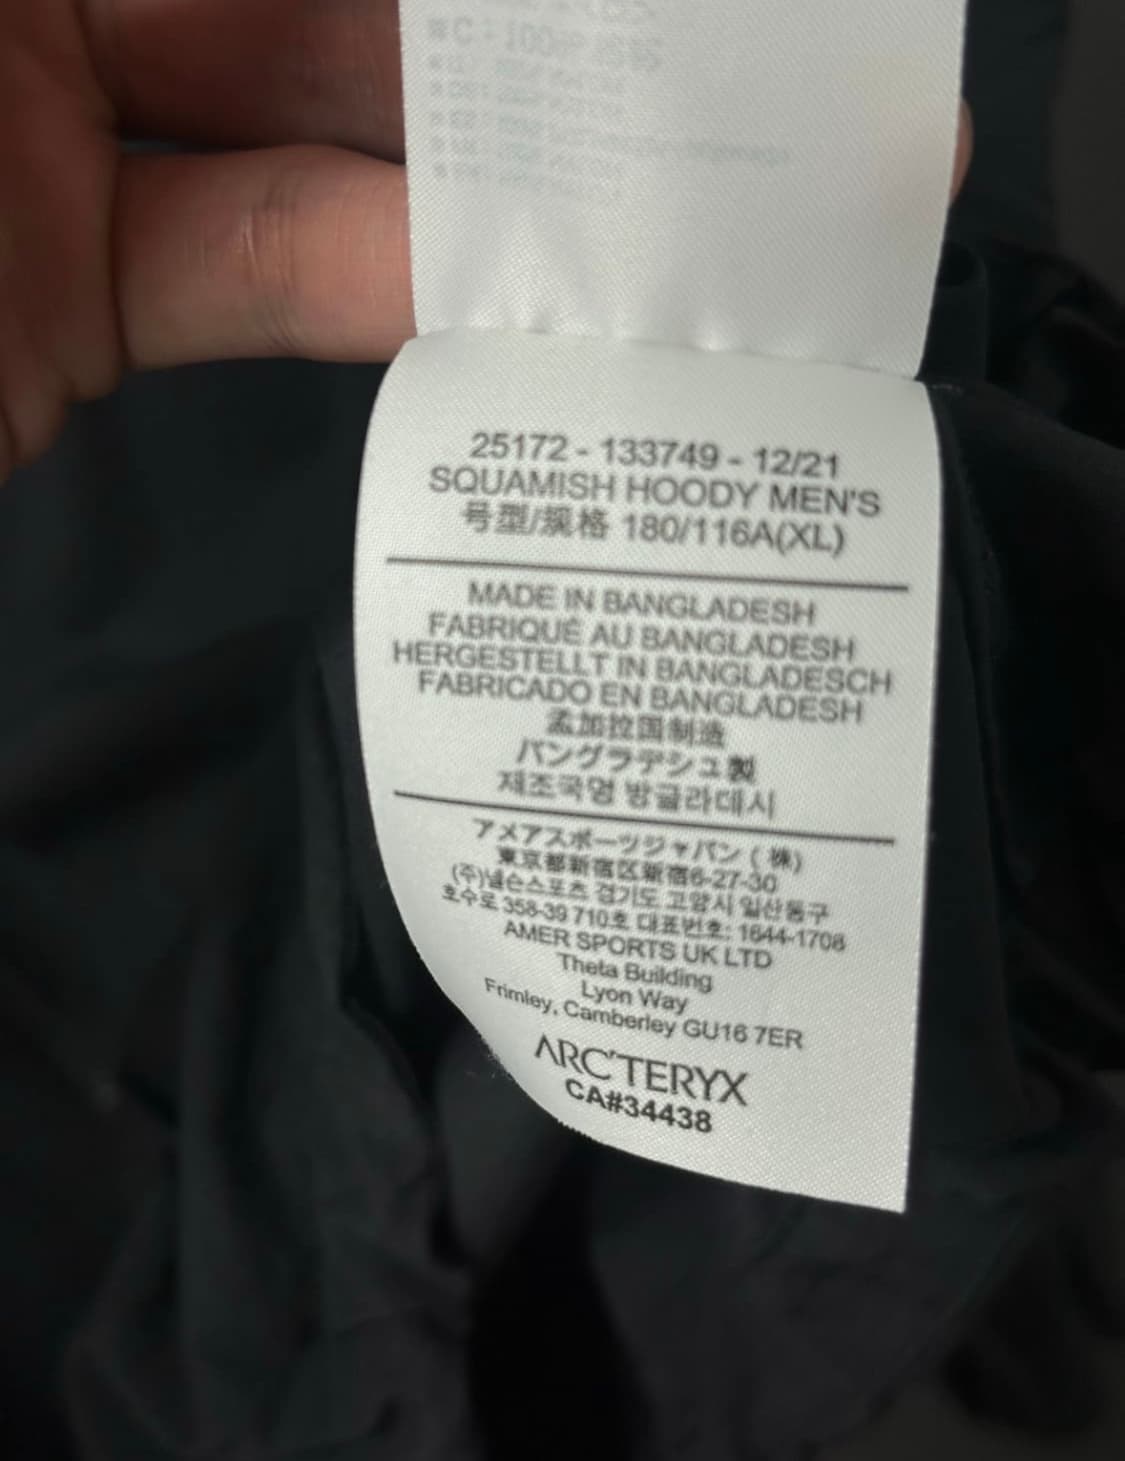 25172 - 133749 - 12/21
SQUAMISH HOODY MEN'S
号型/规格 180/116A(XL)
MADE IN BANGLADESH
FABRIQUÉ AU BANGLADESH
HERGESTELLT IN BANGLADESCH
FABRICADO EN BANGLADESH
孟加拉国制造
バングラデシュ製
제조국명 방글라데시
アメアスポーツジャパン ( 株)
東京都新宿区新宿6-27-30
(주)넬슨스포츠 경기도 고양시 일산동구
호수로 358-39 710호 대표번호: 1644-1708
AMER SPORTS UK LTD
Theta Building
Lyon Way
Frimley, Camberley GU16 7ER
ARC'TERYX
CA#34438